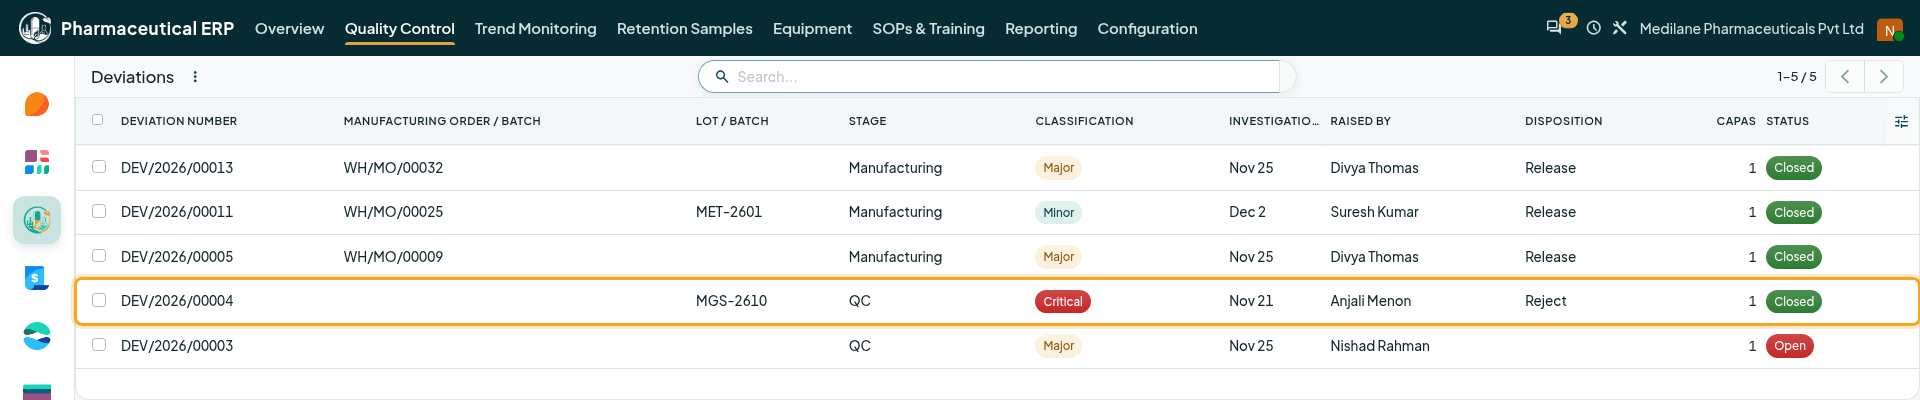 Pharmaceutical ERP Overview Quality Control Trend Monitoring Retention Samples Equipment SOPs & Training Reporting Configuration 3 Medilane Pharmaceuticals Pvt Ltd N
Deviations Search... 1-5 / 5
DEVIATION NUMBER MANUFACTURING ORDER / BATCH LOT / BATCH STAGE CLASSIFICATION INVESTIGATIO... RAISED BY DISPOSITION CAPAS STATUS
DEV/2026/00013 WH/MO/00032 Manufacturing Major Nov 25 Divya Thomas Release 1 Closed
DEV/2026/00011 WH/MO/00025 MET-2601 Manufacturing Minor Dec 2 Suresh Kumar Release 1 Closed
DEV/2026/00005 WH/MO/00009 Manufacturing Major Nov 25 Divya Thomas Release 1 Closed
DEV/2026/00004 MGS-2610 QC Critical Nov 21 Anjali Menon Reject 1 Closed
DEV/2026/00003 QC Major Nov 25 Nishad Rahman 1 Open